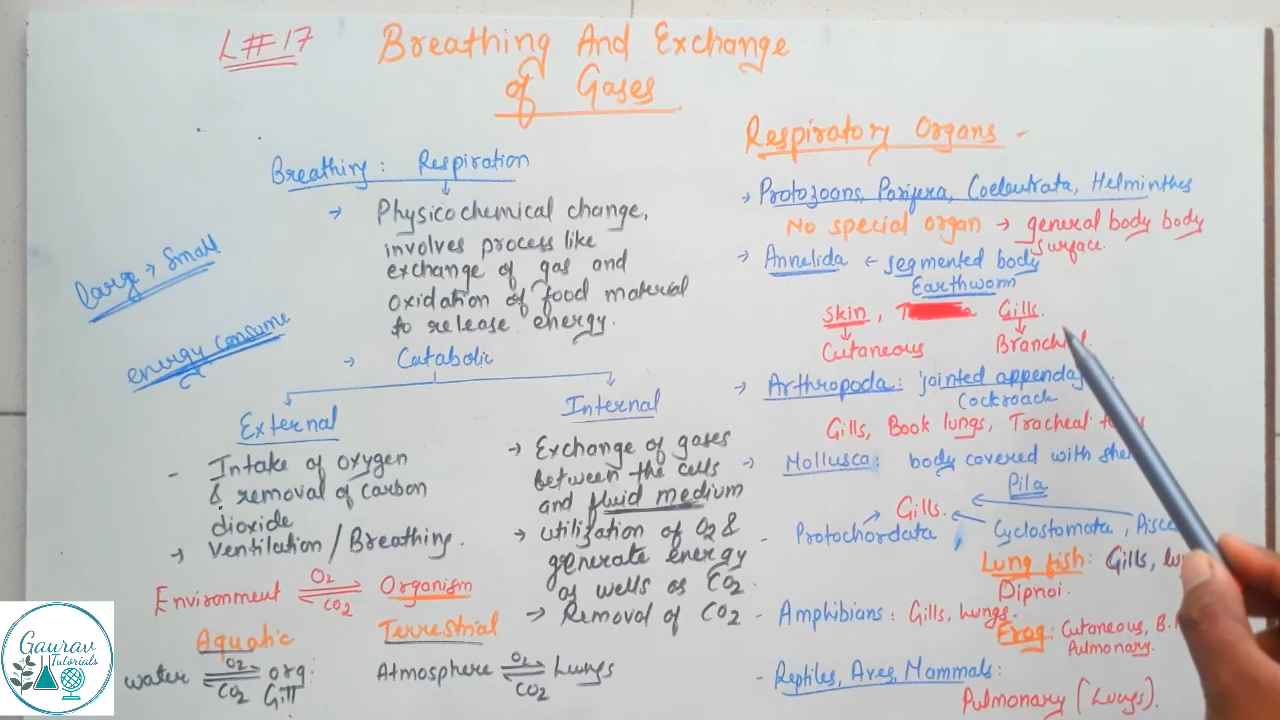 L#17
Breathing And Exchange
of Gases
Breathing : Respiration
→ Physicochemical change,
involves process like
exchange of gas and
oxidation of food material
to release energy.
→ Catabolic
large → small
energy consume
External
- Intake of oxygen
& removal of carbon
dioxide
→ Ventilation / Breathing.
Environment O2 CO2 Organism
Aquatic
water O2 CO2 org:
Gill
Terrestrial
Atmosphere O2 CO2 Lungs
Internal
→ Exchange of gases
between the cells
and fluid medium
→ utilization of O2 &
generate energy
as wells as CO2.
→ Removal of CO2
Respiratory Organs -
→ Protozoans, Porifera, Coelentrata, Helminthes
No special organ → general body body
surface.
→ Annelida ← segmented body
Earthworm
skin, Gills.
Cutaneous Branchial.
→ Arthropoda : jointed
Cockroach
Gills, Book lungs, Tracheal
→ Mollusca : body covered with
Pila
Gills.
- Protochordata Cyclostomata,
Lung fish : Gills,
Dipnoi.
- Amphibians : Gills, lungs.
Frog : Cutaneous,
Pulmonary.
- Reptiles, Aves, Mammals :
Pulmonary (Lungs).
Gaurav
Tutorials